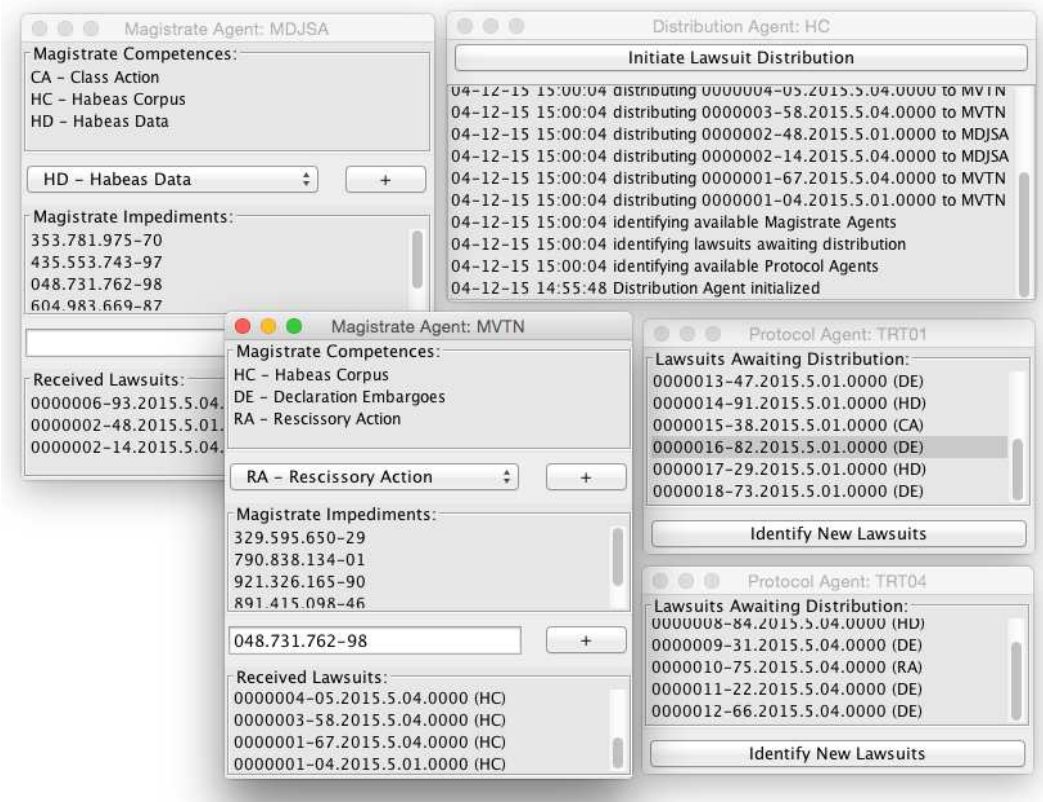 Magistrate Agent: MDJSA
Magistrate Competences:
CA – Class Action
HC – Habeas Corpus
HD – Habeas Data
HD – Habeas Data
+
Magistrate Impediments:
353.781.975–70
435.553.743–97
048.731.762–98
604.983.669–87
Received Lawsuits:
0000006–93.2015.5.04.
0000002–48.2015.5.01.
0000002–14.2015.5.04.
Distribution Agent: HC
Initiate Lawsuit Distribution
04–12–15 15:00:04 distributing 0000004–05.2015.5.04.0000 to MVTN
04–12–15 15:00:04 distributing 0000003–58.2015.5.04.0000 to MVTN
04–12–15 15:00:04 distributing 0000002–48.2015.5.01.0000 to MDJSA
04–12–15 15:00:04 distributing 0000002–14.2015.5.04.0000 to MDJSA
04–12–15 15:00:04 distributing 0000001–67.2015.5.04.0000 to MVTN
04–12–15 15:00:04 distributing 0000001–04.2015.5.01.0000 to MVTN
04–12–15 15:00:04 identifying available Magistrate Agents
04–12–15 15:00:04 identifying lawsuits awaiting distribution
04–12–15 15:00:04 identifying available Protocol Agents
04–12–15 14:55:48 Distribution Agent initialized
Magistrate Agent: MVTN
Magistrate Competences:
HC – Habeas Corpus
DE – Declaration Embargoes
RA – Rescissory Action
RA – Rescissory Action
+
Magistrate Impediments:
329.595.650–29
790.838.134–01
921.326.165–90
891.415.098–46
048.731.762–98
+
Received Lawsuits:
0000004–05.2015.5.04.0000 (HC)
0000003–58.2015.5.04.0000 (HC)
0000001–67.2015.5.04.0000 (HC)
0000001–04.2015.5.01.0000 (HC)
Protocol Agent: TRT01
Lawsuits Awaiting Distribution:
0000013–47.2015.5.01.0000 (DE)
0000014–91.2015.5.01.0000 (HD)
0000015–38.2015.5.01.0000 (CA)
0000016–82.2015.5.01.0000 (DE)
0000017–29.2015.5.01.0000 (HD)
0000018–73.2015.5.01.0000 (DE)
Identify New Lawsuits
Protocol Agent: TRT04
Lawsuits Awaiting Distribution:
0000008–84.2015.5.04.0000 (HD)
0000009–31.2015.5.04.0000 (DE)
0000010–75.2015.5.04.0000 (RA)
0000011–22.2015.5.04.0000 (DE)
0000012–66.2015.5.04.0000 (DE)
Identify New Lawsuits